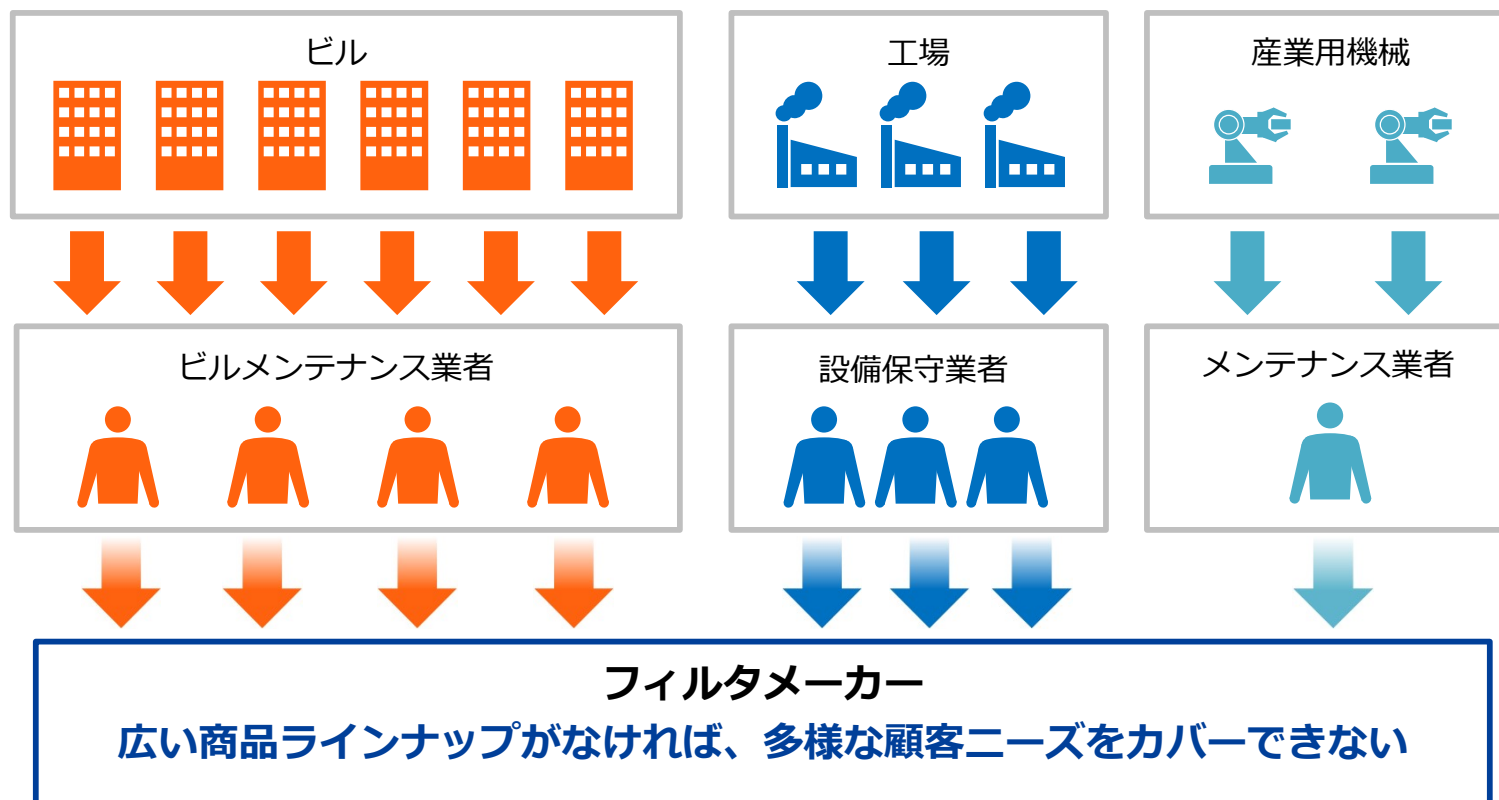 ビル
工場
産業用機械
ビルメンテナンス業者
設備保守業者
メンテナンス業者
フィルタメーカー
広い商品ラインナップがなければ、多様な顧客ニーズをカバーできない